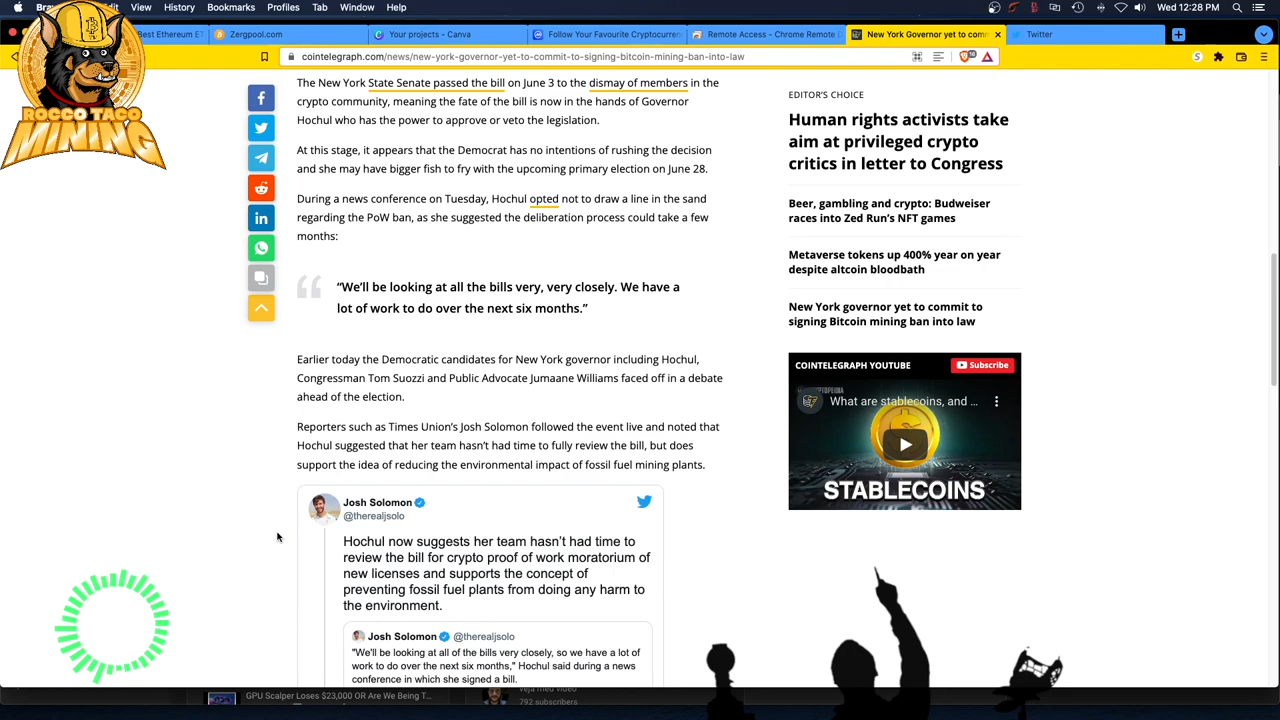 View History Bookmarks Profiles Tab Window Help
Wed 12:28 PM
Best Ethereum ET
Zergpool.com
Your projects - Canva
Follow Your Favourite Cryptocurren
Remote Access - Chrome Remote D
New York Governor yet to comm
Twitter
cointelegraph.com/news/new-york-governor-yet-to-commit-to-signing-bitcoin-mining-ban-into-law
ROCCO TACO
MINING
The New York State Senate passed the bill on June 3 to the dismay of members in the
crypto community, meaning the fate of the bill is now in the hands of Governor
Hochul who has the power to approve or veto the legislation.
At this stage, it appears that the Democrat has no intentions of rushing the decision
and she may have bigger fish to fry with the upcoming primary election on June 28.
During a news conference on Tuesday, Hochul opted not to draw a line in the sand
regarding the PoW ban, as she suggested the deliberation process could take a few
months:
“We’ll be looking at all the bills very, very closely. We have a
lot of work to do over the next six months.”
Earlier today the Democratic candidates for New York governor including Hochul,
Congressman Tom Suozzi and Public Advocate Jumaane Williams faced off in a debate
ahead of the election.
Reporters such as Times Union’s Josh Solomon followed the event live and noted that
Hochul suggested that her team hasn’t had time to fully review the bill, but does
support the idea of reducing the environmental impact of fossil fuel mining plants.
Josh Solomon
@therealjsolo
Hochul now suggests her team hasn’t had time to
review the bill for crypto proof of work moratorium of
new licenses and supports the concept of
preventing fossil fuel plants from doing any harm to
the environment.
Josh Solomon @therealjsolo
"We'll be looking at all of the bills very closely, so we have a lot of
work to do over the next six months," Hochul said during a news
conference in which she signed a bill.
EDITOR’S CHOICE
Human rights activists take
aim at privileged crypto
critics in letter to Congress
Beer, gambling and crypto: Budweiser
races into Zed Run’s NFT games
Metaverse tokens up 400% year on year
despite altcoin bloodbath
New York governor yet to commit to
signing Bitcoin mining ban into law
COINTELEGRAPH YOUTUBE
Subscribe
What are stablecoins, and ...
STABLECOINS
GPU Scalper Loses $23,000 OR Are We Being T...
Veja med video
792 subscribers